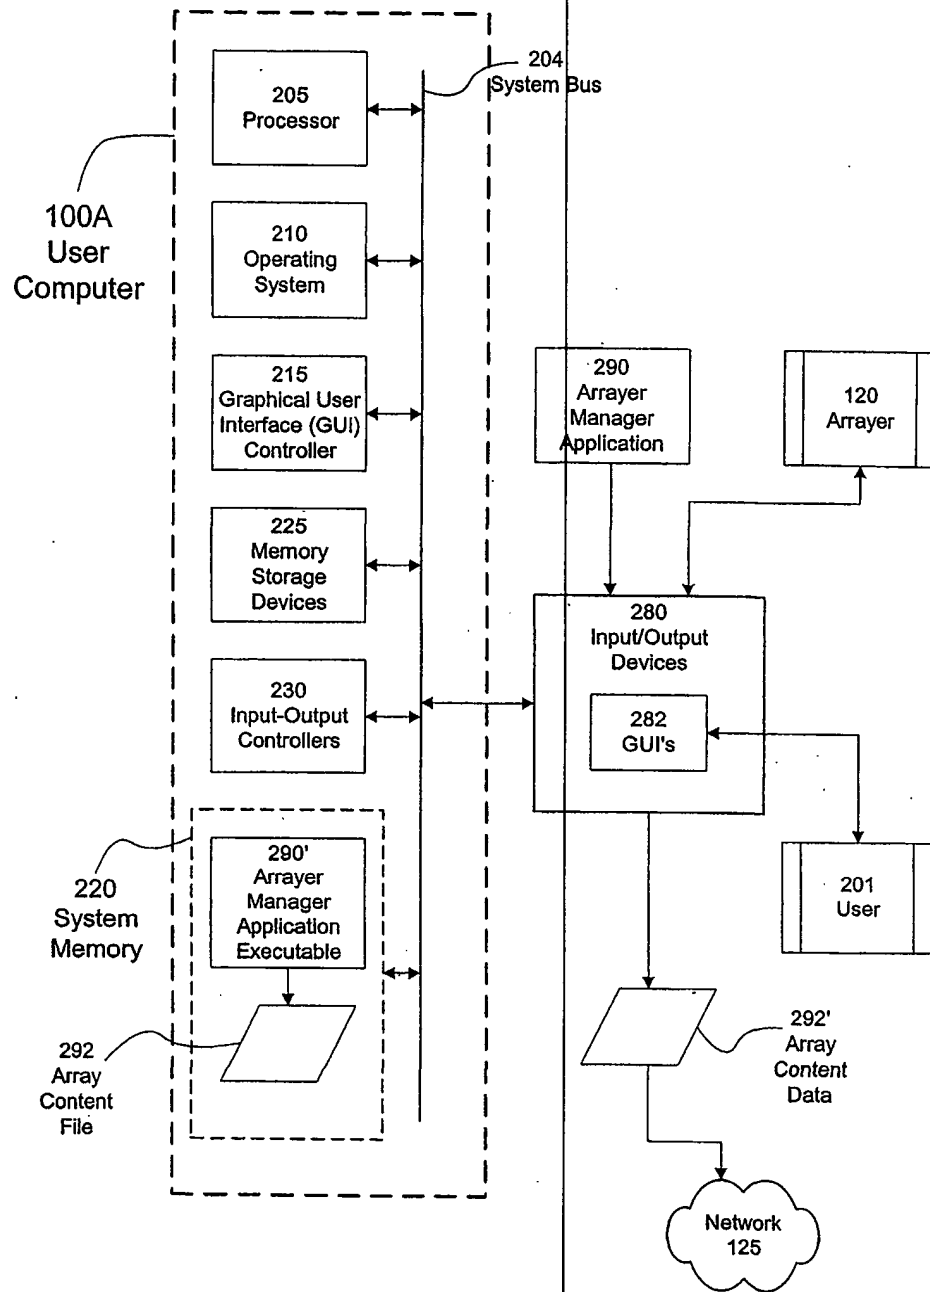 204
System Bus
205
Processor
100A
User
Computer
210
Operating
System
215
Graphical User
Interface (GUI)
Controller
290
Arrayer
Manager
Application
120
Arrayer
225
Memory
Storage
Devices
280
Input/Output
Devices
230
Input-Output
Controllers
282
GUI's
290'
Arrayer
Manager
Application
Executable
220
System
Memory
201
User
292
Array
Content
File
292'
Array
Content
Data
Network
125